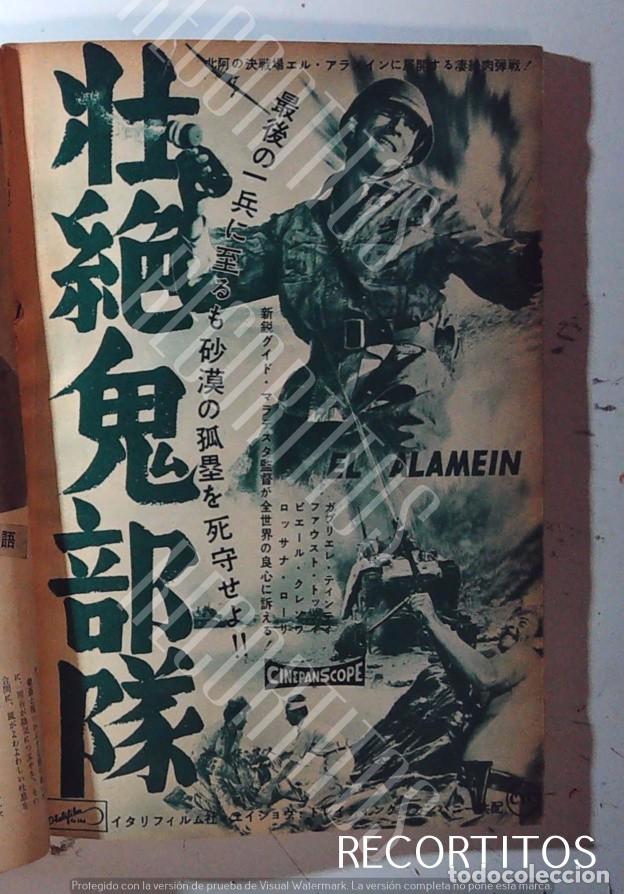 北阿の決戦場エル・アラメインに展開する凄絶肉弾戦！
壮絶鬼部隊
最後の一兵に至るも砂漠の孤塁を死守せよ!!
新鋭グイド・マラテスタ監督が全世界の良心に訴える
EL ALAMEIN
ガブリエレ・ティンティ
ファウスト・トッツィ
ピエール・クレソワ
ロッサナ・ローリ
CINEPANSCOPE
Italifilm
イタリフィルム社
語
RECORTITOS
todocoleccion
Protegido con la versión de prueba de Visual Watermark. La versión completa no pone esta marca.